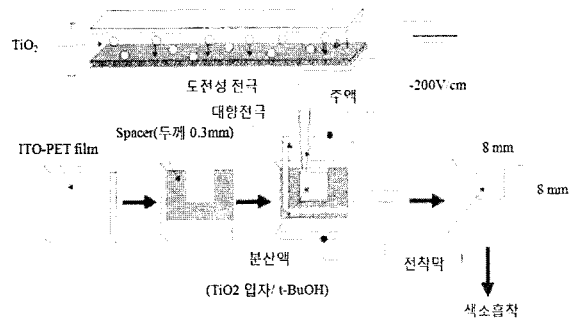 TiO2
도전성 전극
주액
~200V/cm
대향전극
Spacer(두께 0.3mm)
ITO-PET film
8 mm
8 mm
분산액
전착막
(TiO2 입자/ t-BuOH)
색소흡착